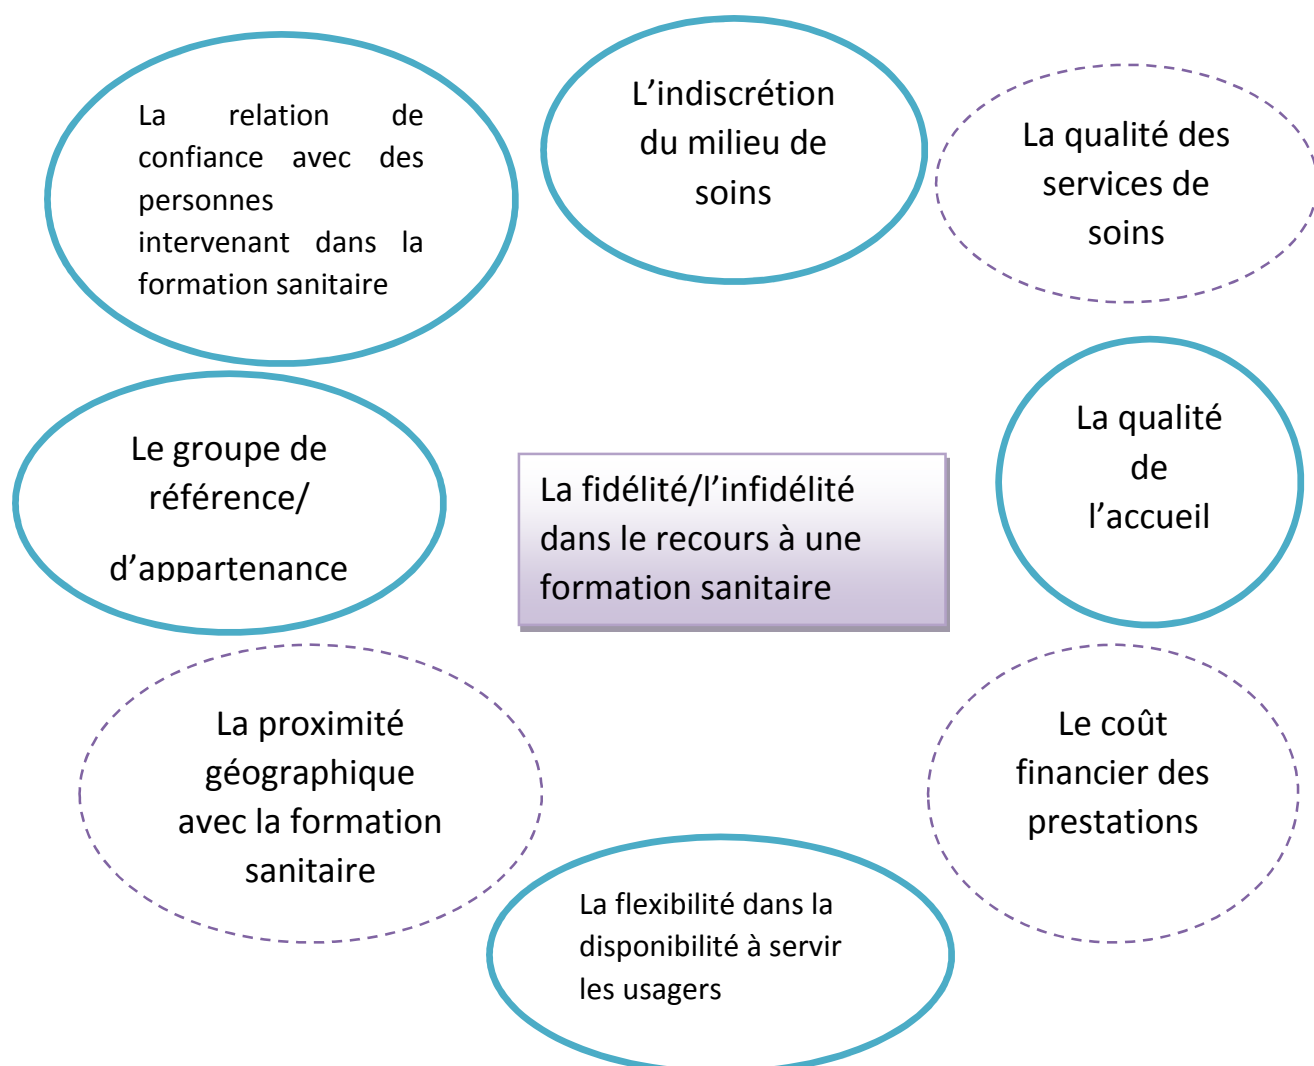 La relation de
confiance avec des
personnes
intervenant dans la
formation sanitaire
L’indiscrétion
du milieu de
soins
La qualité des
services de
soins
Le groupe de
référence/
d’appartenance
La fidélité/l’infidélité
dans le recours à une
formation sanitaire
La qualité
de
l’accueil
La proximité
géographique
avec la formation
sanitaire
Le coût
financier des
prestations
La flexibilité dans la
disponibilité à servir
les usagers